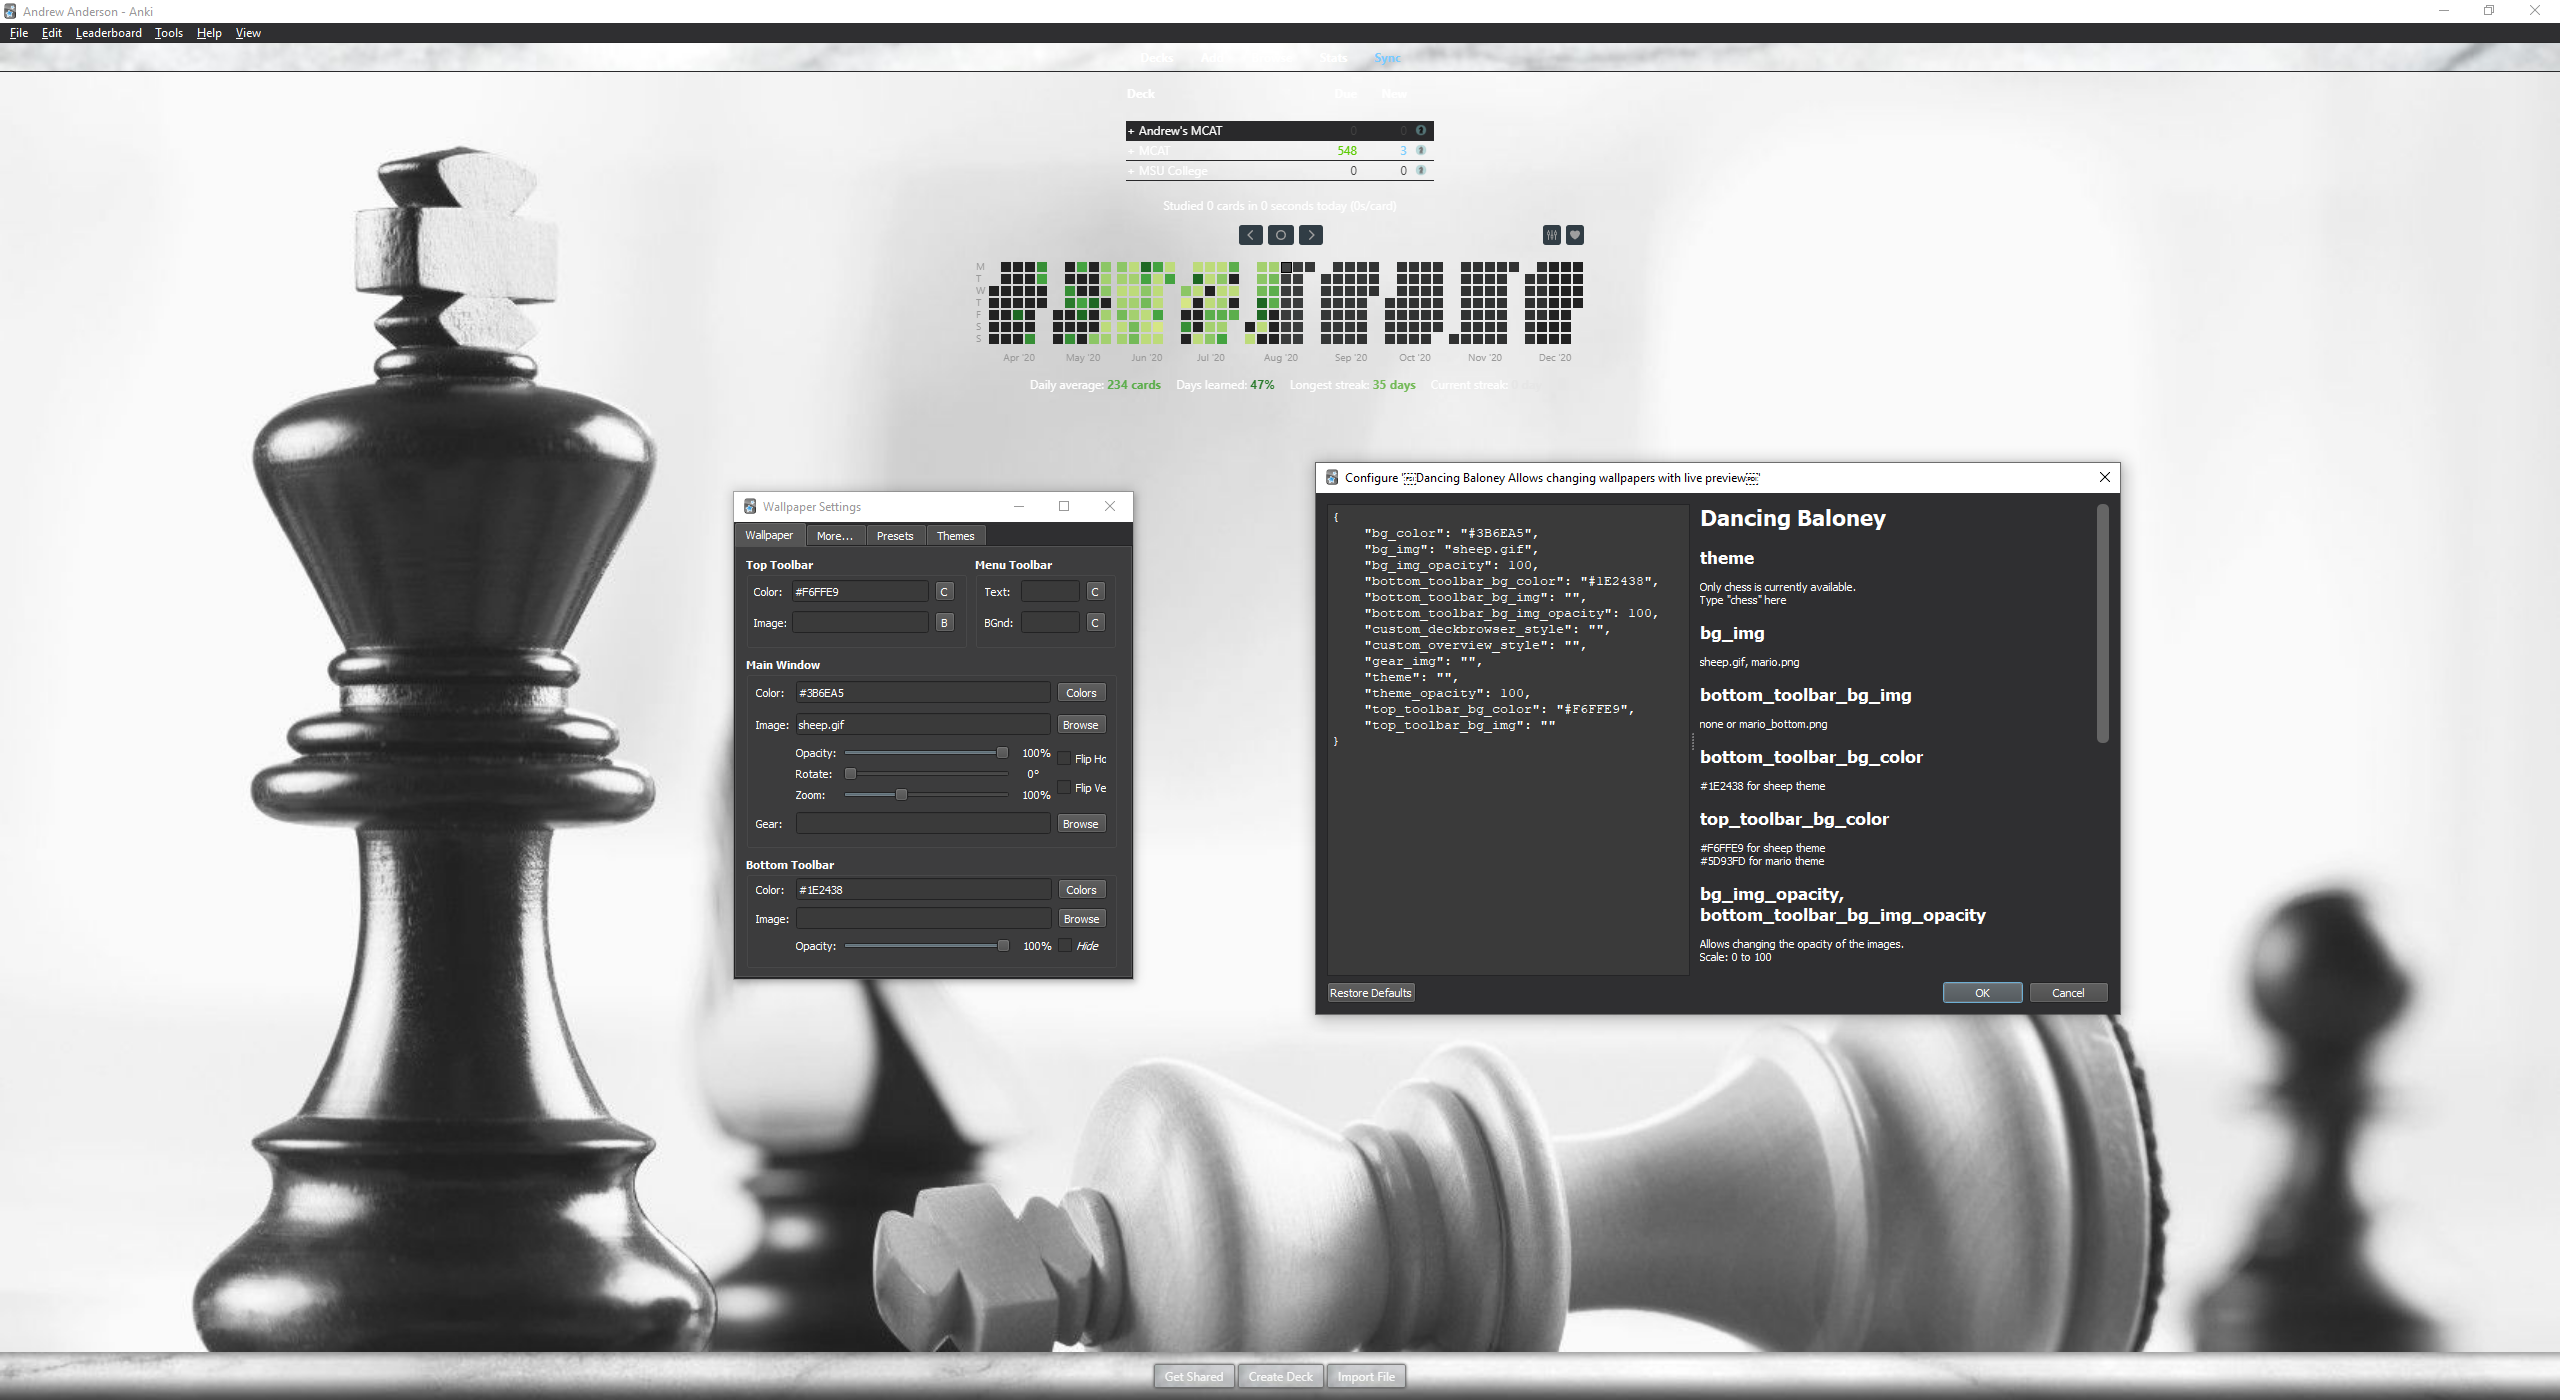 Andrew Anderson - Anki
File Edit Leaderboard Tools Help View
Decks Add Stats Sync
Deck Due New
+ Andrew's MCAT 0 0
+ MCAT 548 3
+ MSU College 0 0
Studied 0 cards in 0 seconds today (0s/card)
M
T
W
T
F
S
S
Apr '20 May '20 Jun '20 Jul '20 Aug '20 Sep '20 Oct '20 Nov '20 Dec '20
Daily average: 234 cards Days learned: 47% Longest streak: 35 days Current streak:
Wallpaper Settings
Wallpaper More... Presets Themes
Top Toolbar Menu Toolbar
Color: #F6FFE9 C Text: C
Image: B BGnd: C
Main Window
Color: #3B6EA5 Colors
Image: sheep.gif Browse
Opacity: 100% Flip Ho
Rotate: 0°
Zoom: 100% Flip Ve
Gear: Browse
Bottom Toolbar
Color: #1E2438 Colors
Image: Browse
Opacity: 100% Hide
Configure 'Dancing Baloney Allows changing wallpapers with live preview'
{
"bg_color": "#3B6EA5",
"bg_img": "sheep.gif",
"bg_img_opacity": 100,
"bottom_toolbar_bg_color": "#1E2438",
"bottom_toolbar_bg_img": "",
"bottom_toolbar_bg_img_opacity": 100,
"custom_deckbrowser_style": "",
"custom_overview_style": "",
"gear_img": "",
"theme": "",
"theme_opacity": 100,
"top_toolbar_bg_color": "#F6FFE9",
"top_toolbar_bg_img": ""
}
Dancing Baloney
theme
Only chess is currently available.
Type "chess" here
bg_img
sheep.gif, mario.png
bottom_toolbar_bg_img
none or mario_bottom.png
bottom_toolbar_bg_color
#1E2438 for sheep theme
top_toolbar_bg_color
#F6FFE9 for sheep theme
#5D93FD for mario theme
bg_img_opacity,
bottom_toolbar_bg_img_opacity
Allows changing the opacity of the images.
Scale: 0 to 100
Restore Defaults OK Cancel
Get Shared Create Deck Import File